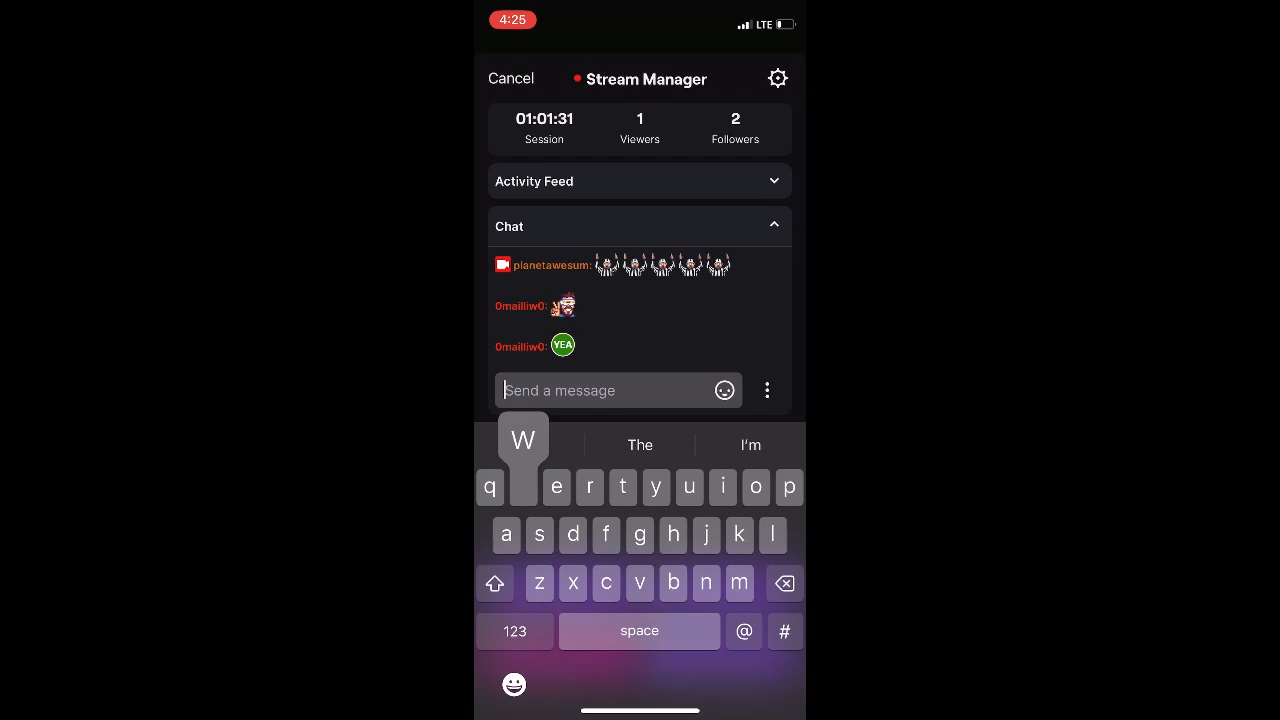 4:25 LTE
Cancel Stream Manager
01:01:31 1 2
Session Viewers Followers
Activity Feed
Chat
planetawesum:
0mailliw0:
0mailliw0: YEA
Send a message
W The I'm
q e r t y u i o p
a s d f g h j k l
z x c v b n m
123 space @ #